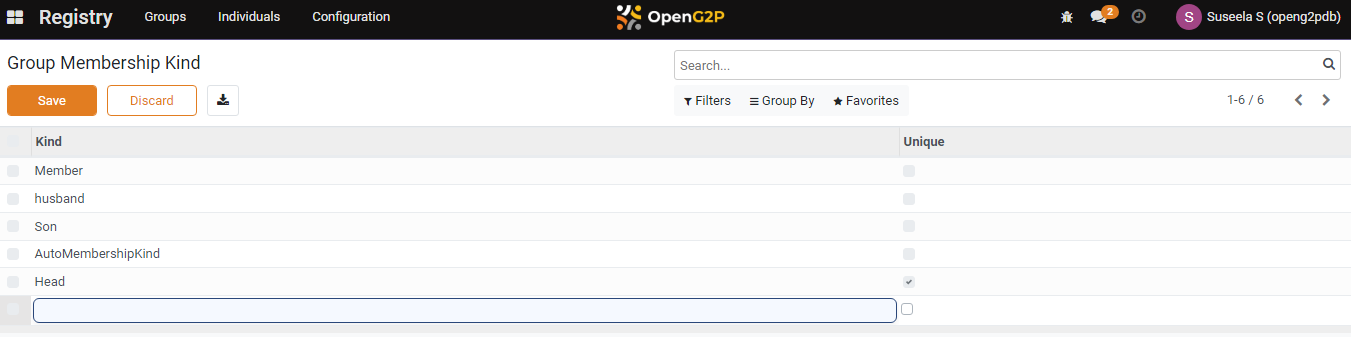 Registry Groups Individuals Configuration OpenG2P 2 S Suseela S (openg2pdb)
Group Membership Kind Search...
Save Discard Filters Group By Favorites 1-6 / 6
Kind Unique
Member
husband
Son
AutoMembershipKind
Head